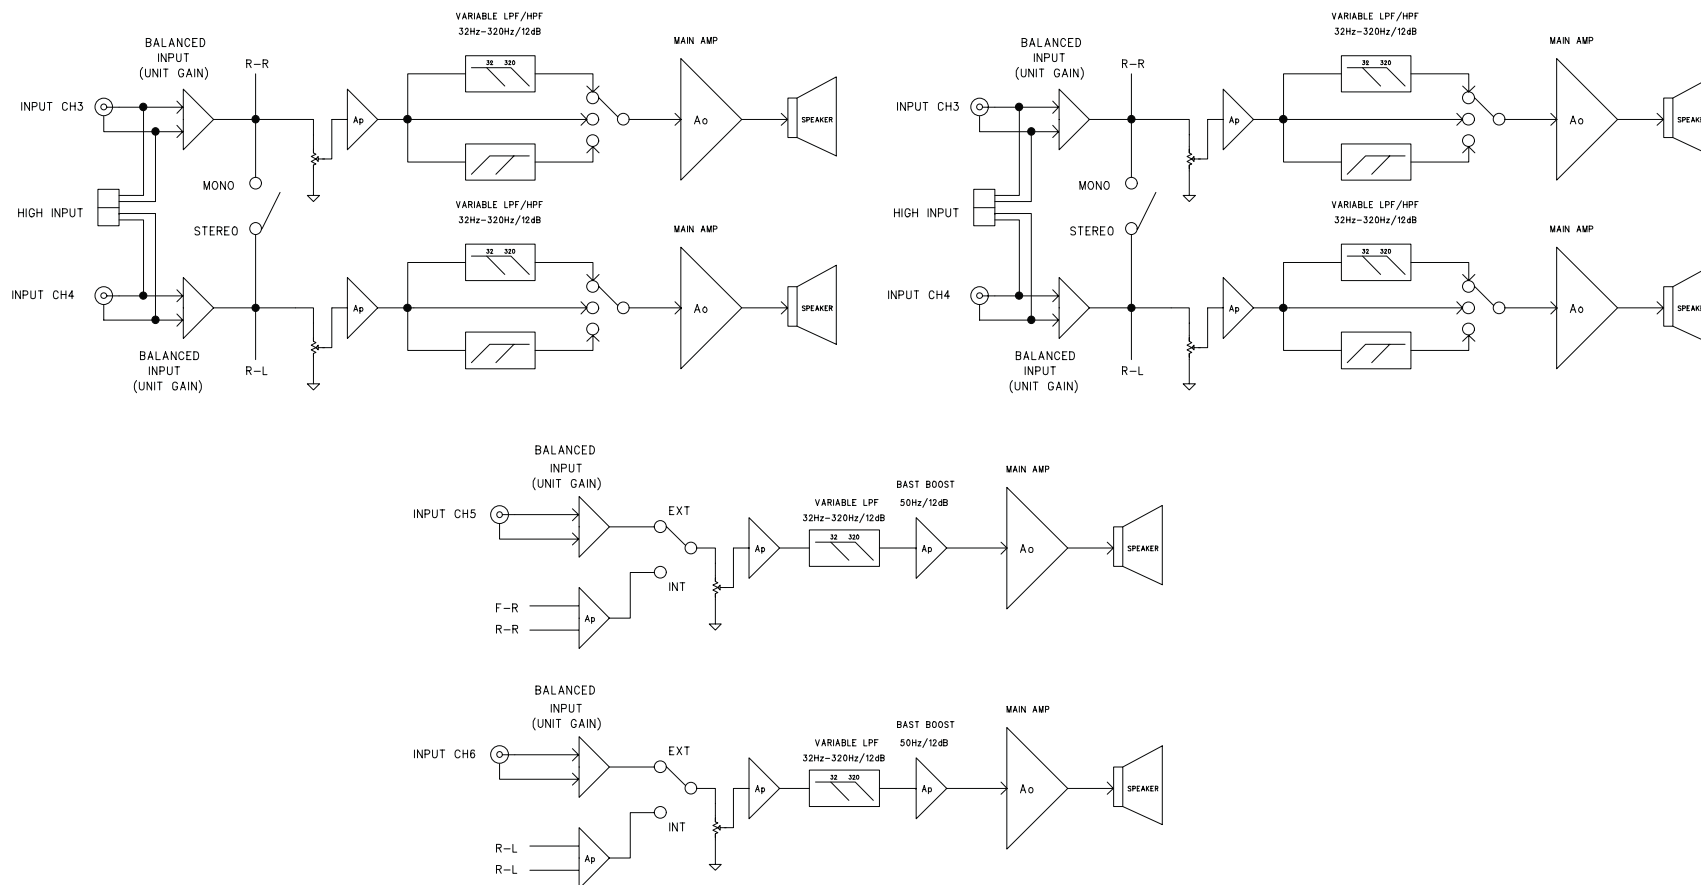 VARIABLE LPF/HPF
32Hz-320Hz/12dB
BALANCED
INPUT
(UNIT GAIN)
MAIN AMP
R-R
32 320
INPUT CH3
Ap
Ao
SPEAKER
MONO
HIGH INPUT
STEREO
VARIABLE LPF/HPF
32Hz-320Hz/12dB
MAIN AMP
32 320
INPUT CH4
Ap
Ao
SPEAKER
BALANCED
INPUT
(UNIT GAIN)
R-L
VARIABLE LPF/HPF
32Hz-320Hz/12dB
BALANCED
INPUT
(UNIT GAIN)
MAIN AMP
R-R
32 320
INPUT CH3
Ap
Ao
SPEAKER
MONO
HIGH INPUT
STEREO
VARIABLE LPF/HPF
32Hz-320Hz/12dB
MAIN AMP
32 320
INPUT CH4
Ap
Ao
SPEAKER
BALANCED
INPUT
(UNIT GAIN)
R-L
BALANCED
INPUT
(UNIT GAIN)
MAIN AMP
BAST BOOST
50Hz/12dB
VARIABLE LPF
32Hz-320Hz/12dB
INPUT CH5
EXT
32 320
Ap
Ap
Ao
SPEAKER
INT
F-R
R-R
Ap
BALANCED
INPUT
(UNIT GAIN)
MAIN AMP
BAST BOOST
50Hz/12dB
VARIABLE LPF
32Hz-320Hz/12dB
INPUT CH6
EXT
32 320
Ap
Ap
Ao
SPEAKER
INT
R-L
R-L
Ap